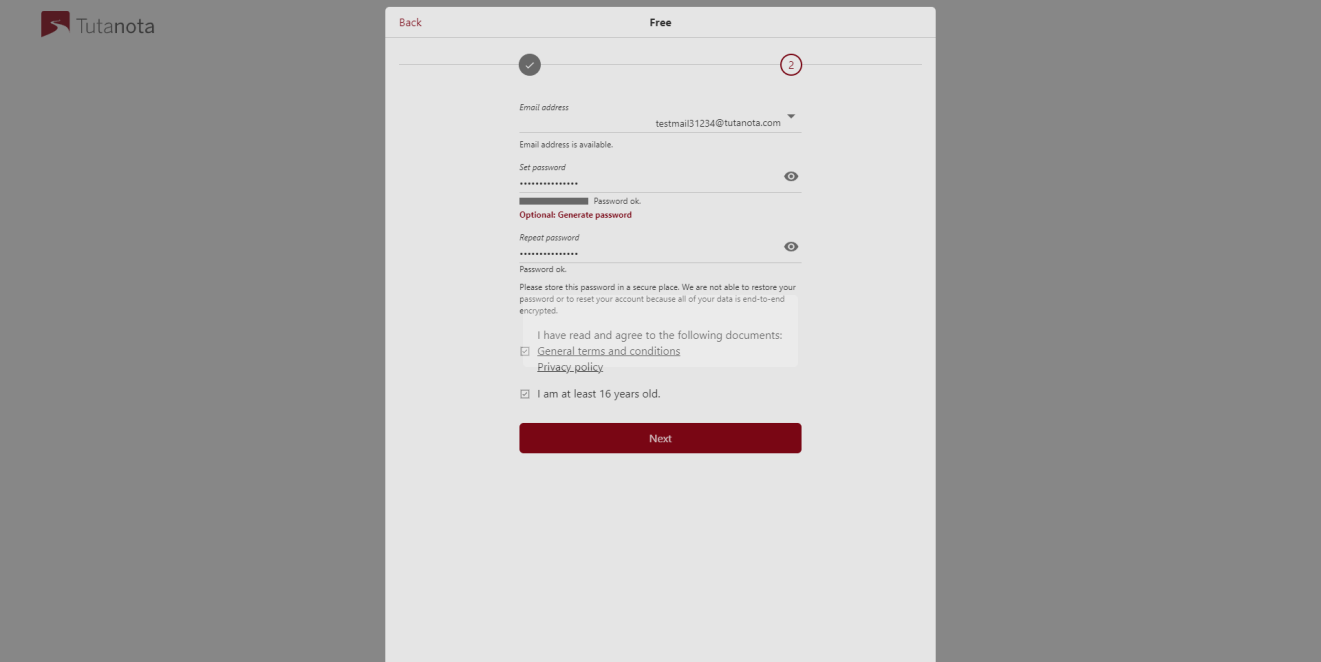 Tutanota
Back
Free
2
Email address
testmail31234@tutanota.com
Email address is available.
Set password
•••••••••••••••
Password ok.
Optional: Generate password
Repeat password
•••••••••••••••
Password ok.
Please store this password in a secure place. We are not able to restore your
password or to reset your account because all of your data is end-to-end
encrypted.
I have read and agree to the following documents:
General terms and conditions
Privacy policy
I am at least 16 years old.
Next